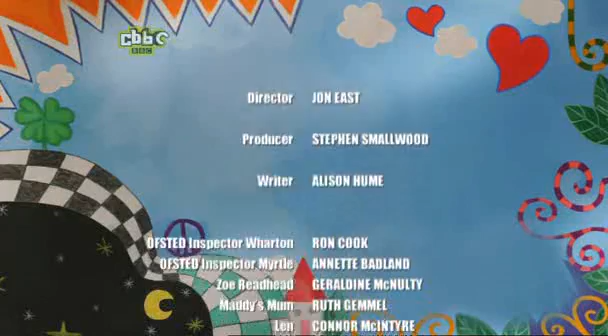 cbbc
BBC
Director JON EAST
Producer STEPHEN SMALLWOOD
Writer ALISON HUME
OFSTED Inspector Wharton RON COOK
OFSTED Inspector Myrtle ANNETTE BADLAND
Zoe Readhead GERALDINE McNULTY
Maddy's Mum RUTH GEMMEL
Len CONNOR McINTYRE